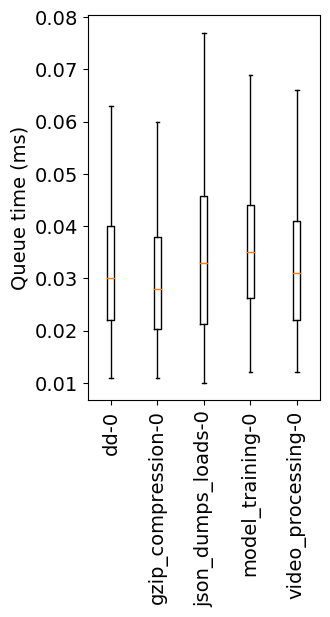 0.08
0.07
0.06
0.05
0.04
0.03
0.02
0.01
Queue time (ms)
dd-0
gzip_compression-0
json_dumps_loads-0
model_training-0
video_processing-0